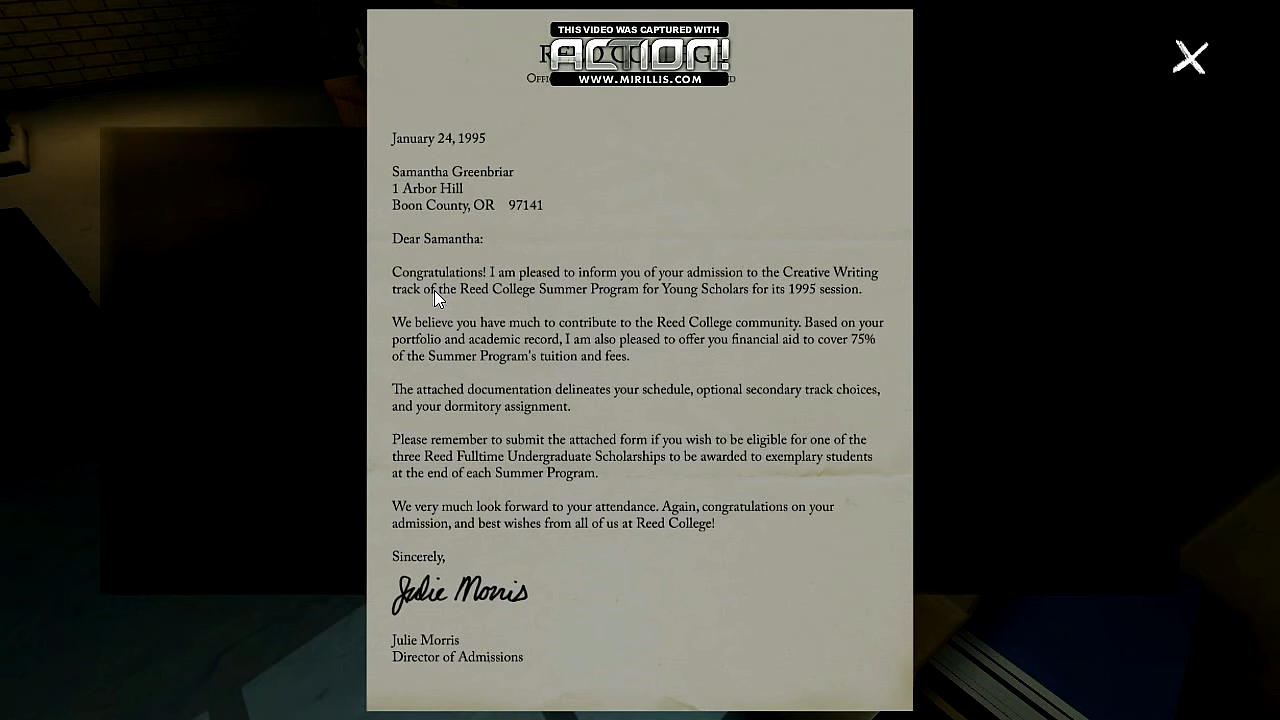 THIS VIDEO WAS CAPTURED WITH
ACTION!
WWW.MIRILLIS.COM
January 24, 1995
Samantha Greenbriar
1 Arbor Hill
Boon County, OR 97141
Dear Samantha:
Congratulations! I am pleased to inform you of your admission to the Creative Writing
track of the Reed College Summer Program for Young Scholars for its 1995 session.
We believe you have much to contribute to the Reed College community. Based on your
portfolio and academic record, I am also pleased to offer you financial aid to cover 75%
of the Summer Program's tuition and fees.
The attached documentation delineates your schedule, optional secondary track choices,
and your dormitory assignment.
Please remember to submit the attached form if you wish to be eligible for one of the
three Reed Fulltime Undergraduate Scholarships to be awarded to exemplary students
at the end of each Summer Program.
We very much look forward to your attendance. Again, congratulations on your
admission, and best wishes from all of us at Reed College!
Sincerely,
Julie Morris
Julie Morris
Director of Admissions